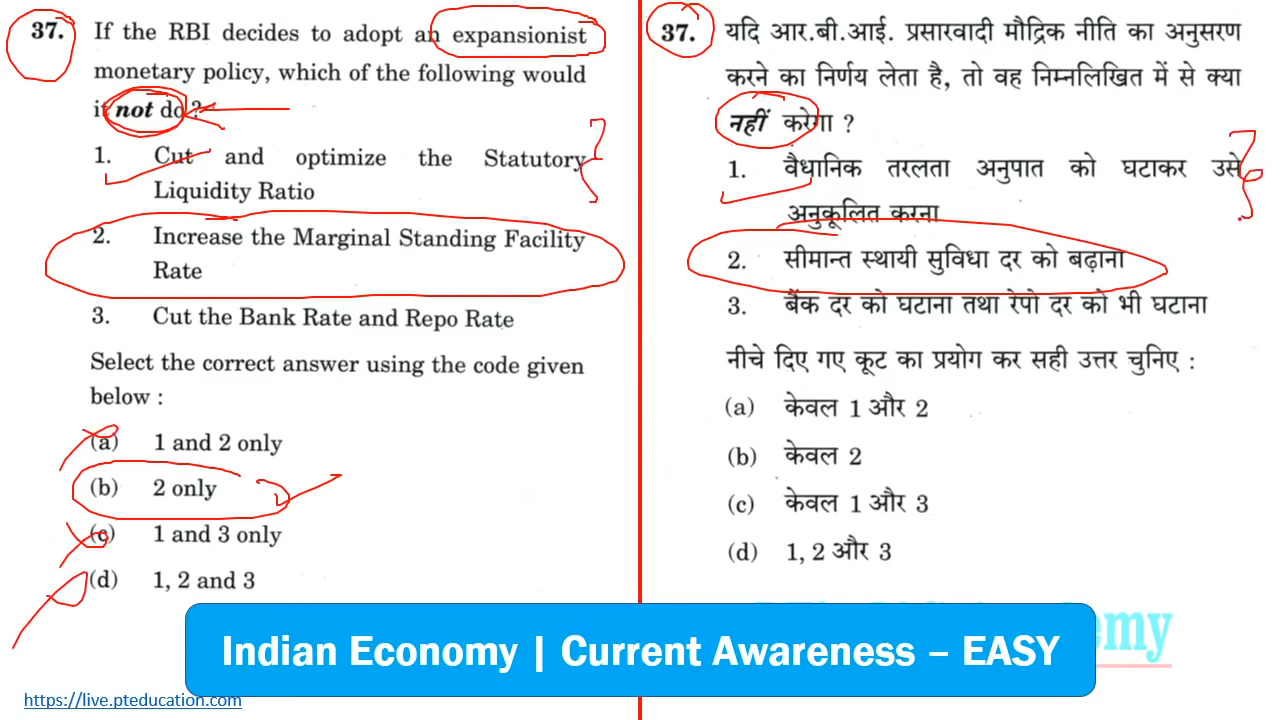 37. If the RBI decides to adopt an expansionist
monetary policy, which of the following would
it not do ?
1. Cut and optimize the Statutory
Liquidity Ratio
2. Increase the Marginal Standing Facility
Rate
3. Cut the Bank Rate and Repo Rate
Select the correct answer using the code given
below :
(a) 1 and 2 only
(b) 2 only
(c) 1 and 3 only
(d) 1, 2 and 3
37. यदि आर.बी.आई. प्रसारवादी मौद्रिक नीति का अनुसरण
करने का निर्णय लेता है, तो वह निम्नलिखित में से क्या
नहीं करेगा ?
1. वैधानिक तरलता अनुपात को घटाकर उसे
अनुकूलित करना
2. सीमान्त स्थायी सुविधा दर को बढ़ाना
3. बैंक दर को घटाना तथा रेपो दर को भी घटाना
नीचे दिए गए कूट का प्रयोग कर सही उत्तर चुनिए :
(a) केवल 1 और 2
(b) केवल 2
(c) केवल 1 और 3
(d) 1, 2 और 3
Indian Economy | Current Awareness – EASY
https://live.pteducation.com